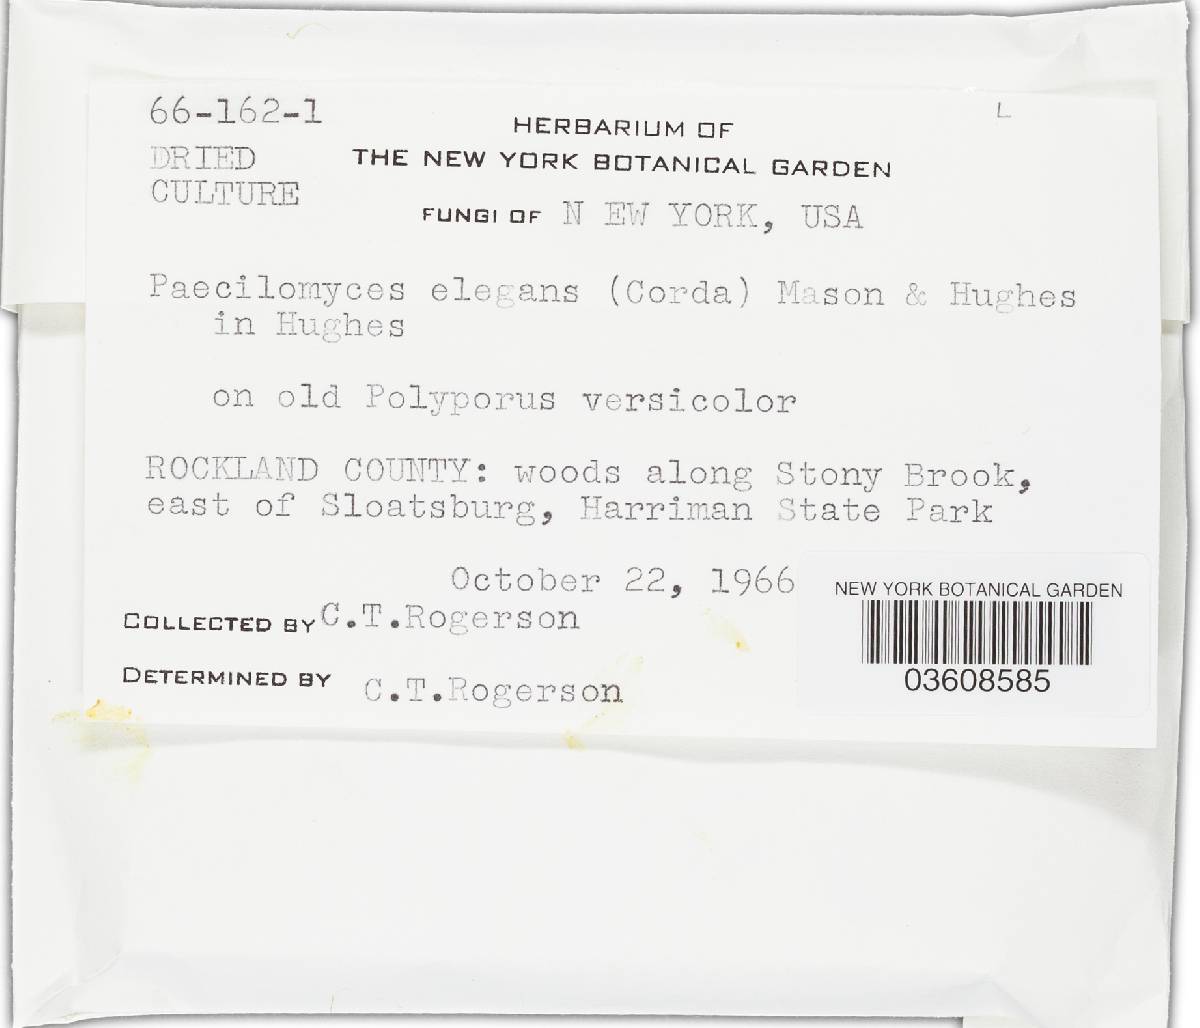 66-162-1
DRIED
CULTURE
L
HERBARIUM OF
THE NEW YORK BOTANICAL GARDEN
FUNGI OF N EW YORK, USA
Paecilomyces elegans (Corda) Mason & Hughes
in Hughes
on old Polyporus versicolor
ROCKLAND COUNTY: woods along Stony Brook,
east of Sloatsburg, Harriman State Park
October 22, 1966
COLLECTED BY C.T.Rogerson
DETERMINED BY C.T.Rogerson
NEW YORK BOTANICAL GARDEN
03608585